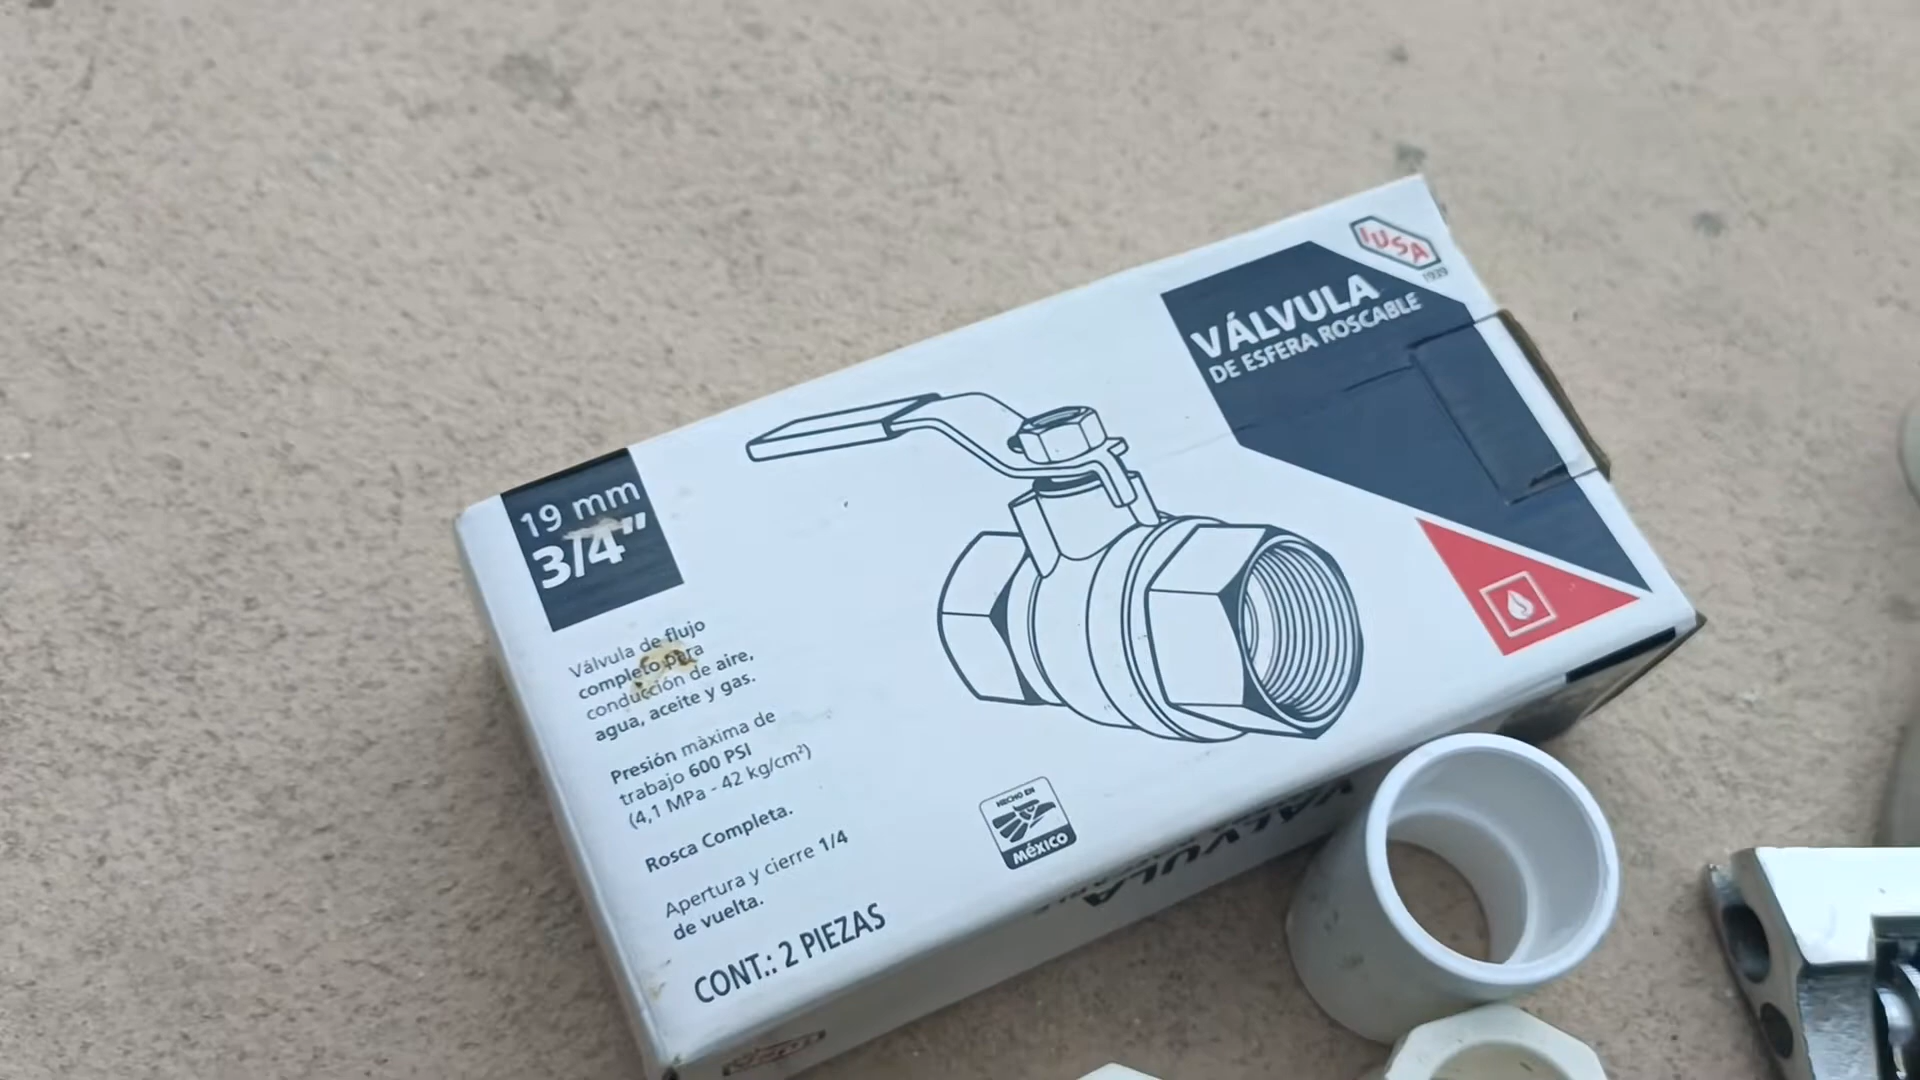 IUSA
1939
VÁLVULA
DE ESFERA ROSCABLE
19 mm
3/4"
Válvula de flujo
completo para
conducción de aire,
agua, aceite y gas.
Presión màxima de
trabajo 600 PSI
(4,1 MPa - 42 kg/cm²)
Rosca Completa.
Apertura y cierre 1/4
de vuelta.
CONT.: 2 PIEZAS
HECHO EN
MÉXICO
VÁLVULA